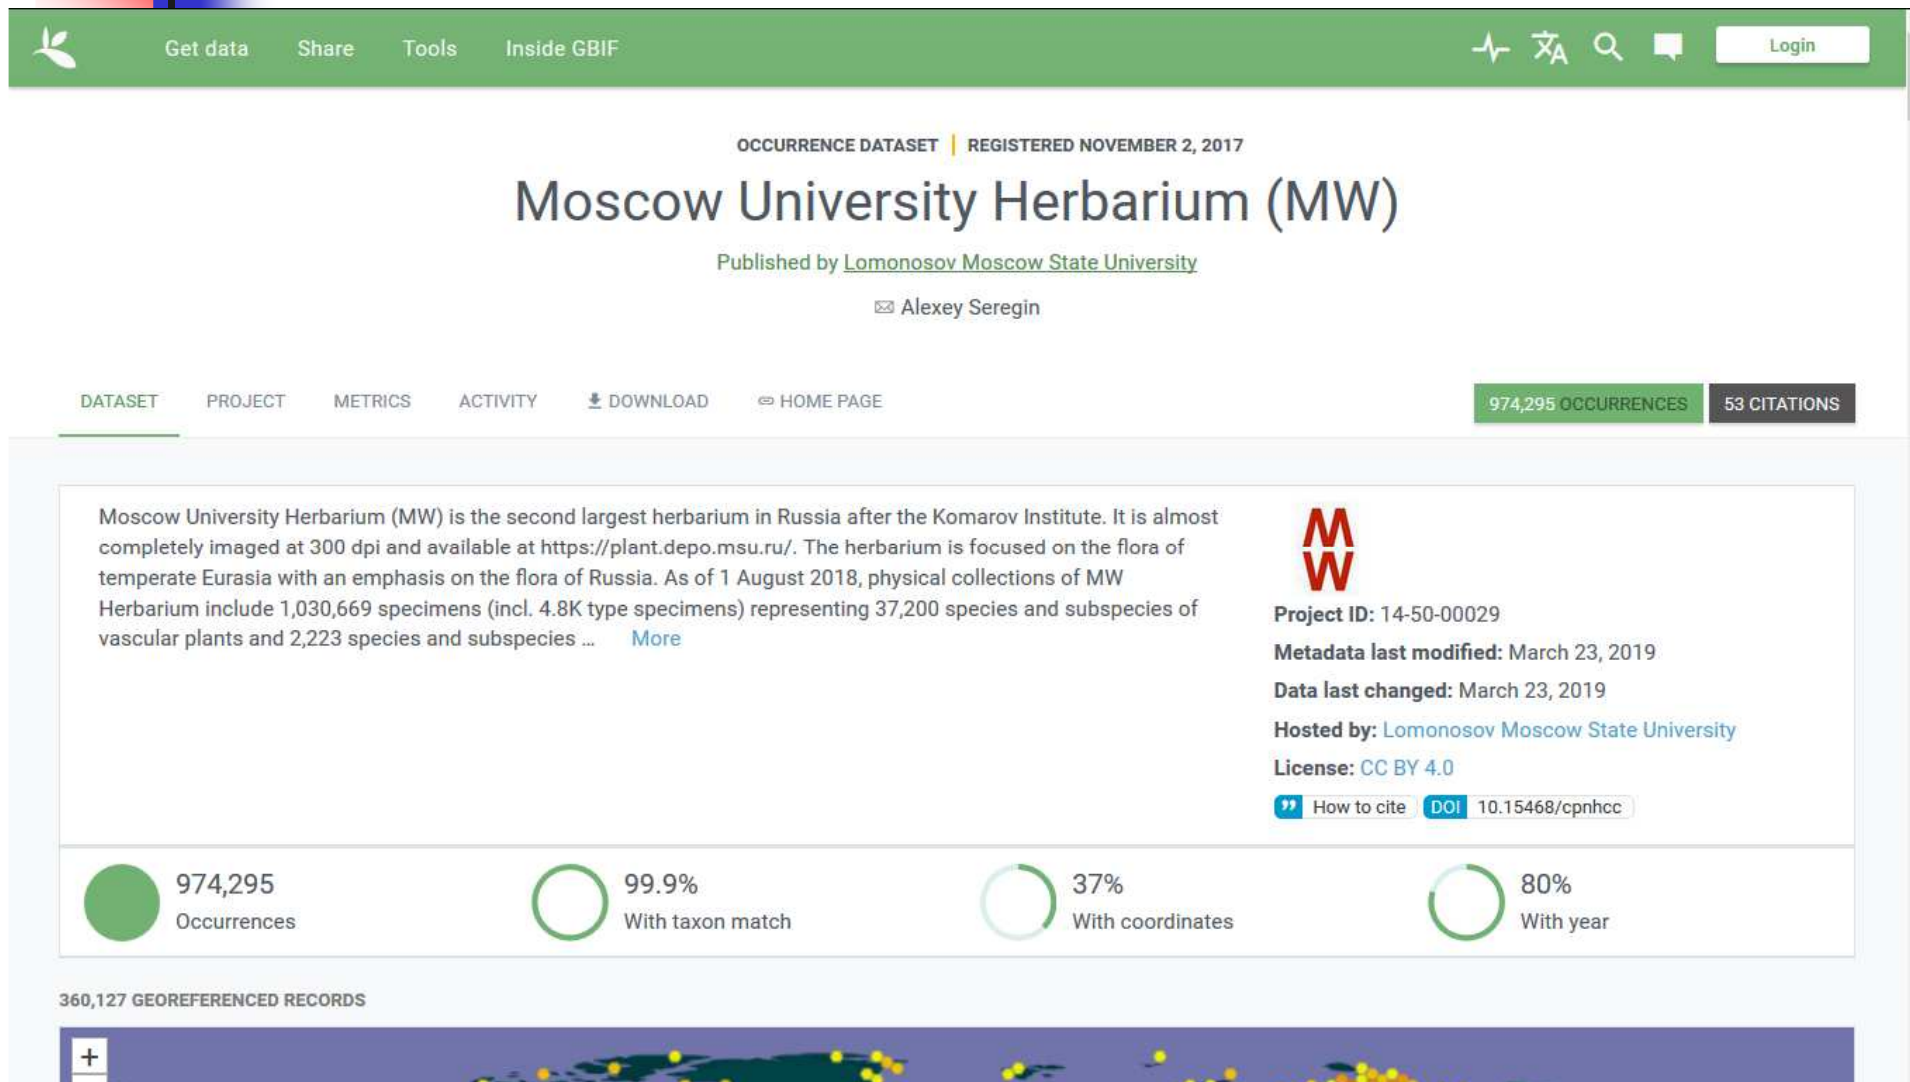 Get data Share Tools Inside GBIF Login
OCCURRENCE DATASET | REGISTERED NOVEMBER 2, 2017
Moscow University Herbarium (MW)
Published by Lomonosov Moscow State University
Alexey Seregin
DATASET PROJECT METRICS ACTIVITY DOWNLOAD HOME PAGE 974,295 OCCURRENCES 53 CITATIONS
Moscow University Herbarium (MW) is the second largest herbarium in Russia after the Komarov Institute. It is almost
completely imaged at 300 dpi and available at https://plant.depo.msu.ru/. The herbarium is focused on the flora of
temperate Eurasia with an emphasis on the flora of Russia. As of 1 August 2018, physical collections of MW
Herbarium include 1,030,669 specimens (incl. 4.8K type specimens) representing 37,200 species and subspecies of
vascular plants and 2,223 species and subspecies ... More
M
W
Project ID: 14-50-00029
Metadata last modified: March 23, 2019
Data last changed: March 23, 2019
Hosted by: Lomonosov Moscow State University
License: CC BY 4.0
How to cite DOI 10.15468/cpnhcc
974,295
Occurrences
99.9%
With taxon match
37%
With coordinates
80%
With year
360,127 GEOREFERENCED RECORDS
+